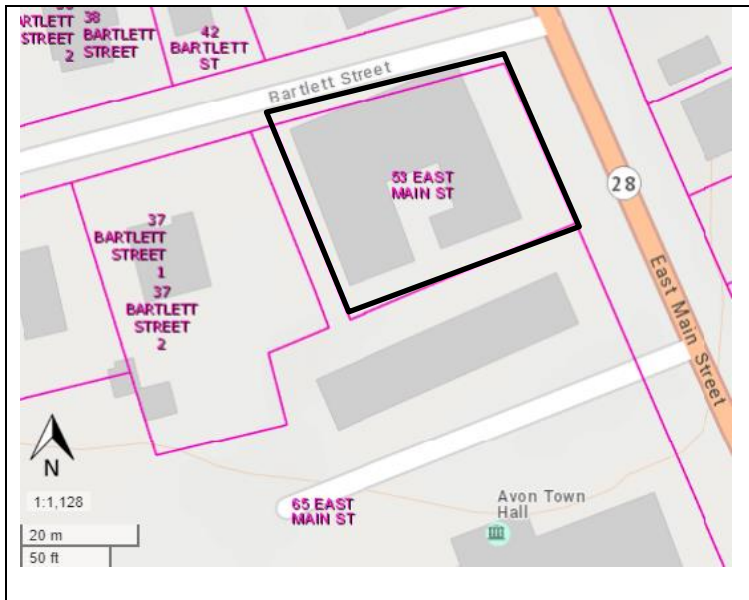 38
BARTLETT
STREET
2
BARTLETT
STREET
42
BARTLETT
ST
Bartlett Street
53 EAST
MAIN ST
28
37
BARTLETT
STREET
1
37
BARTLETT
STREET
2
East Main Street
N
1:1,128
20 m
50 ft
65 EAST
MAIN ST
Avon Town
Hall